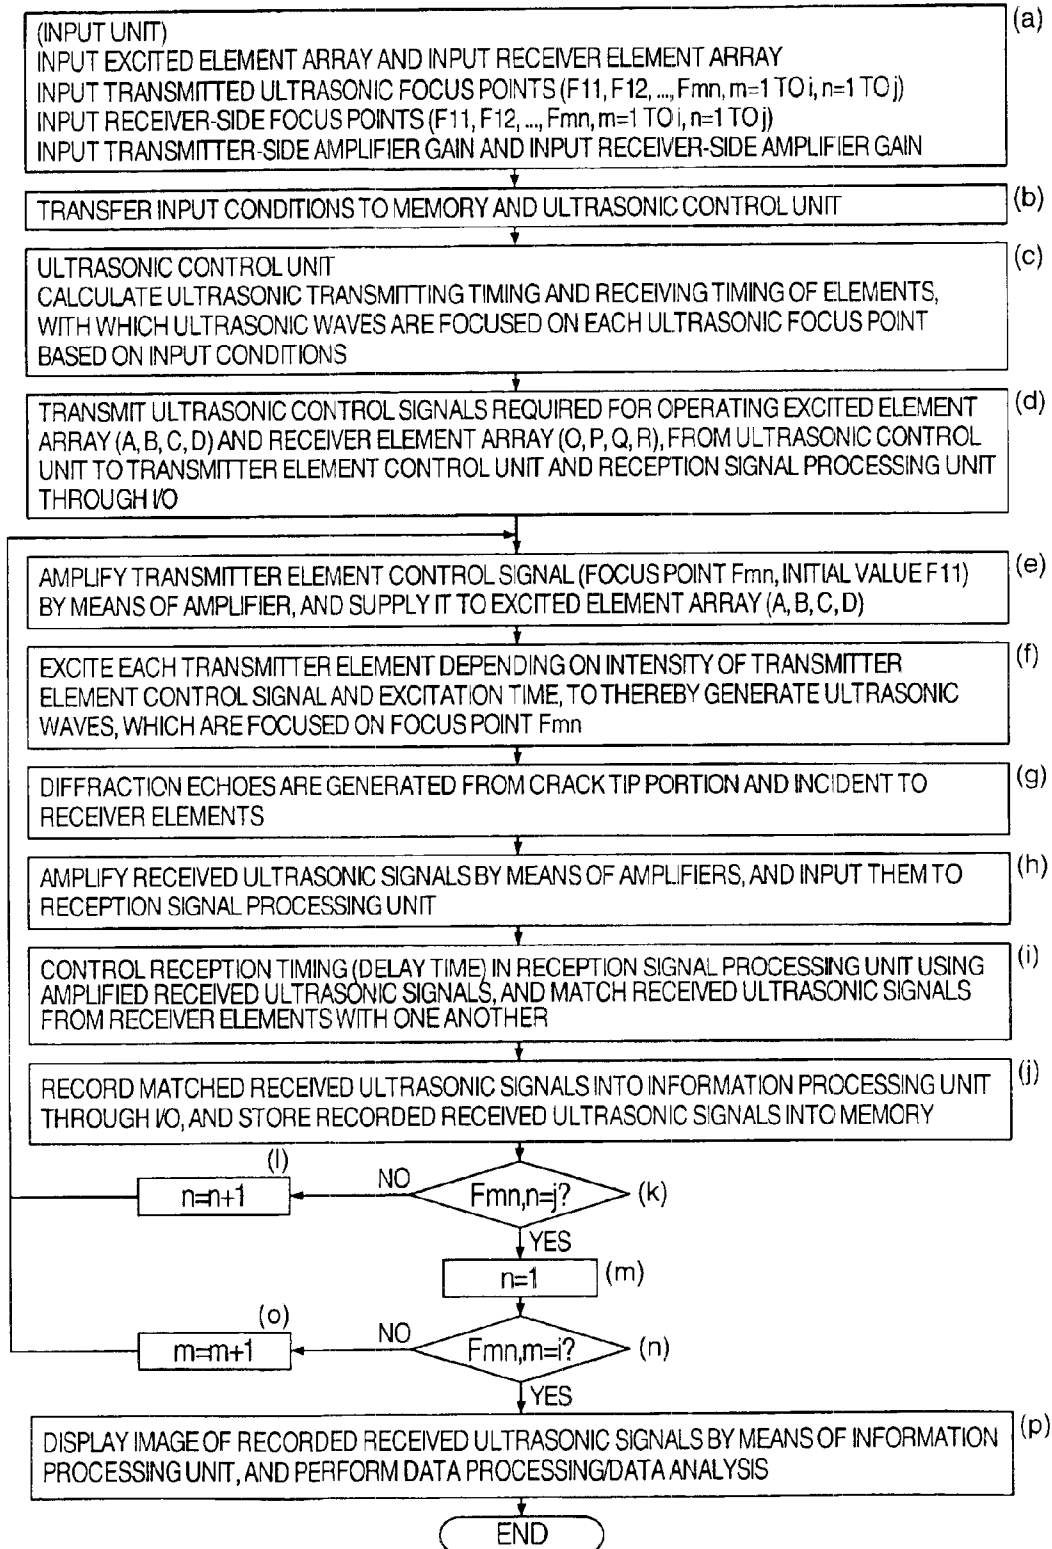 (a)
(INPUT UNIT)
INPUT EXCITED ELEMENT ARRAY AND INPUT RECEIVER ELEMENT ARRAY
INPUT TRANSMITTED ULTRASONIC FOCUS POINTS (F11, F12, ..., Fmn, m=1 TO i, n=1 TO j)
INPUT RECEIVER-SIDE FOCUS POINTS (F11, F12, ..., Fmn, m=1 TO i, n=1 TO j)
INPUT TRANSMITTER-SIDE AMPLIFIER GAIN AND INPUT RECEIVER-SIDE AMPLIFIER GAIN
(b)
TRANSFER INPUT CONDITIONS TO MEMORY AND ULTRASONIC CONTROL UNIT
(c)
ULTRASONIC CONTROL UNIT
CALCULATE ULTRASONIC TRANSMITTING TIMING AND RECEIVING TIMING OF ELEMENTS,
WITH WHICH ULTRASONIC WAVES ARE FOCUSED ON EACH ULTRASONIC FOCUS POINT
BASED ON INPUT CONDITIONS
(d)
TRANSMIT ULTRASONIC CONTROL SIGNALS REQUIRED FOR OPERATING EXCITED ELEMENT
ARRAY (A, B, C, D) AND RECEIVER ELEMENT ARRAY (O, P, Q, R), FROM ULTRASONIC CONTROL
UNIT TO TRANSMITTER ELEMENT CONTROL UNIT AND RECEPTION SIGNAL PROCESSING UNIT
THROUGH I/O
(e)
AMPLIFY TRANSMITTER ELEMENT CONTROL SIGNAL (FOCUS POINT Fmn, INITIAL VALUE F11)
BY MEANS OF AMPLIFIER, AND SUPPLY IT TO EXCITED ELEMENT ARRAY (A, B, C, D)
(f)
EXCITE EACH TRANSMITTER ELEMENT DEPENDING ON INTENSITY OF TRANSMITTER
ELEMENT CONTROL SIGNAL AND EXCITATION TIME, TO THEREBY GENERATE ULTRASONIC
WAVES, WHICH ARE FOCUSED ON FOCUS POINT Fmn
(g)
DIFFRACTION ECHOES ARE GENERATED FROM CRACK TIP PORTION AND INCIDENT TO
RECEIVER ELEMENTS
(h)
AMPLIFY RECEIVED ULTRASONIC SIGNALS BY MEANS OF AMPLIFIERS, AND INPUT THEM TO
RECEPTION SIGNAL PROCESSING UNIT
(i)
CONTROL RECEPTION TIMING (DELAY TIME) IN RECEPTION SIGNAL PROCESSING UNIT USING
AMPLIFIED RECEIVED ULTRASONIC SIGNALS, AND MATCH RECEIVED ULTRASONIC SIGNALS
FROM RECEIVER ELEMENTS WITH ONE ANOTHER
(j)
RECORD MATCHED RECEIVED ULTRASONIC SIGNALS INTO INFORMATION PROCESSING UNIT
THROUGH I/O, AND STORE RECORDED RECEIVED ULTRASONIC SIGNALS INTO MEMORY
(l)
n=n+1
NO
Fmn,n=j?
(k)
YES
n=1
(m)
(o)
m=m+1
NO
Fmn,m=i?
(n)
YES
(p)
DISPLAY IMAGE OF RECORDED RECEIVED ULTRASONIC SIGNALS BY MEANS OF INFORMATION
PROCESSING UNIT, AND PERFORM DATA PROCESSING/DATA ANALYSIS
END